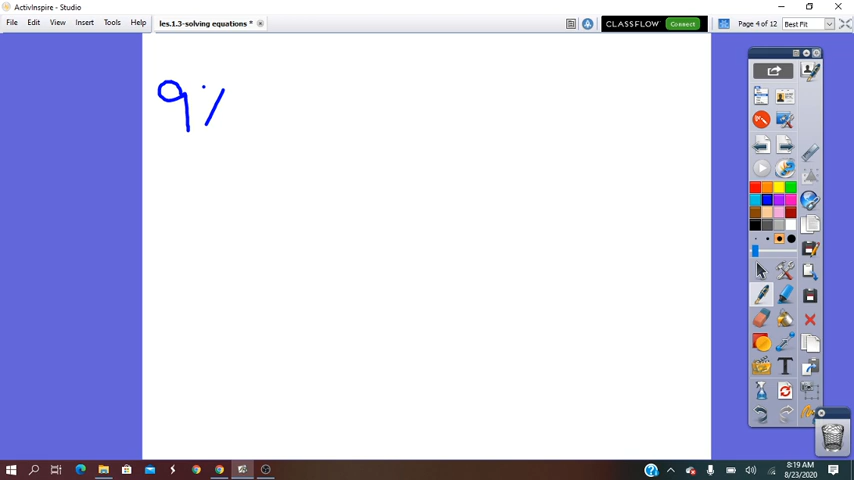 ActivInspire - Studio
File Edit View Insert Tools Help les.1.3-solving equations * CLASSFLOW Connect Page 4 of 12 Best Fit
9
T
8:19 AM
8/23/2020